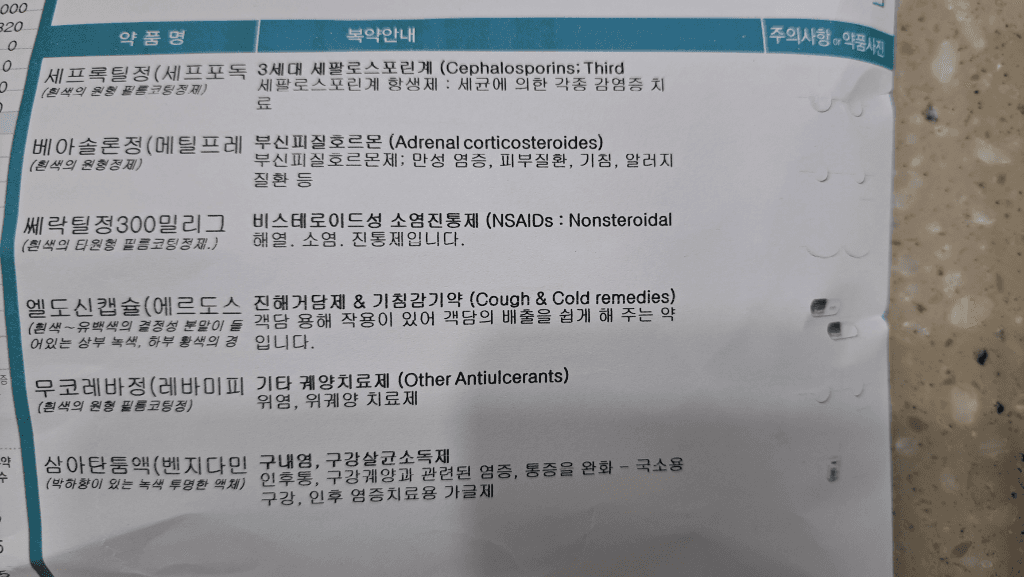 000
320
0
약 품 명
복약안내
주의사항 or 약품사진
세프록틸정(세프포독
(흰색의 원형 필름코팅정제)
3세대 세팔로스포린계 (Cephalosporins; Third
세팔로스포린계 항생제 : 세균에 의한 각종 감염증 치
료
베아솔론정(메틸프레
(흰색의 원형정제)
부신피질호르몬 (Adrenal corticosteroides)
부신피질호르몬제; 만성 염증, 피부질환, 기침, 알러지
질환 등
쎄락틸정300밀리그
(흰색의 타원형 필름코팅정제.)
비스테로이드성 소염진통제 (NSAIDs : Nonsteroidal
해열. 소염. 진통제입니다.
엘도신캡슐(에르도스
(흰색~유백색의 결정성 분말이 들
어있는 상부 녹색, 하부 황색의 경
진해거담제 & 기침감기약 (Cough & Cold remedies)
객담 용해 작용이 있어 객담의 배출을 쉽게 해 주는 약
입니다.
무코레바정(레바미피
(흰색의 원형 필름코팅정)
기타 궤양치료제 (Other Antiulcerants)
위염, 위궤양 치료제
삼아탄툼액(벤지다민
(박하향이 있는 녹색 투명한 액체)
구내염, 구강살균소독제
인후통, 구강궤양과 관련된 염증, 통증을 완화 - 국소용
구강, 인후 염증치료용 가글제